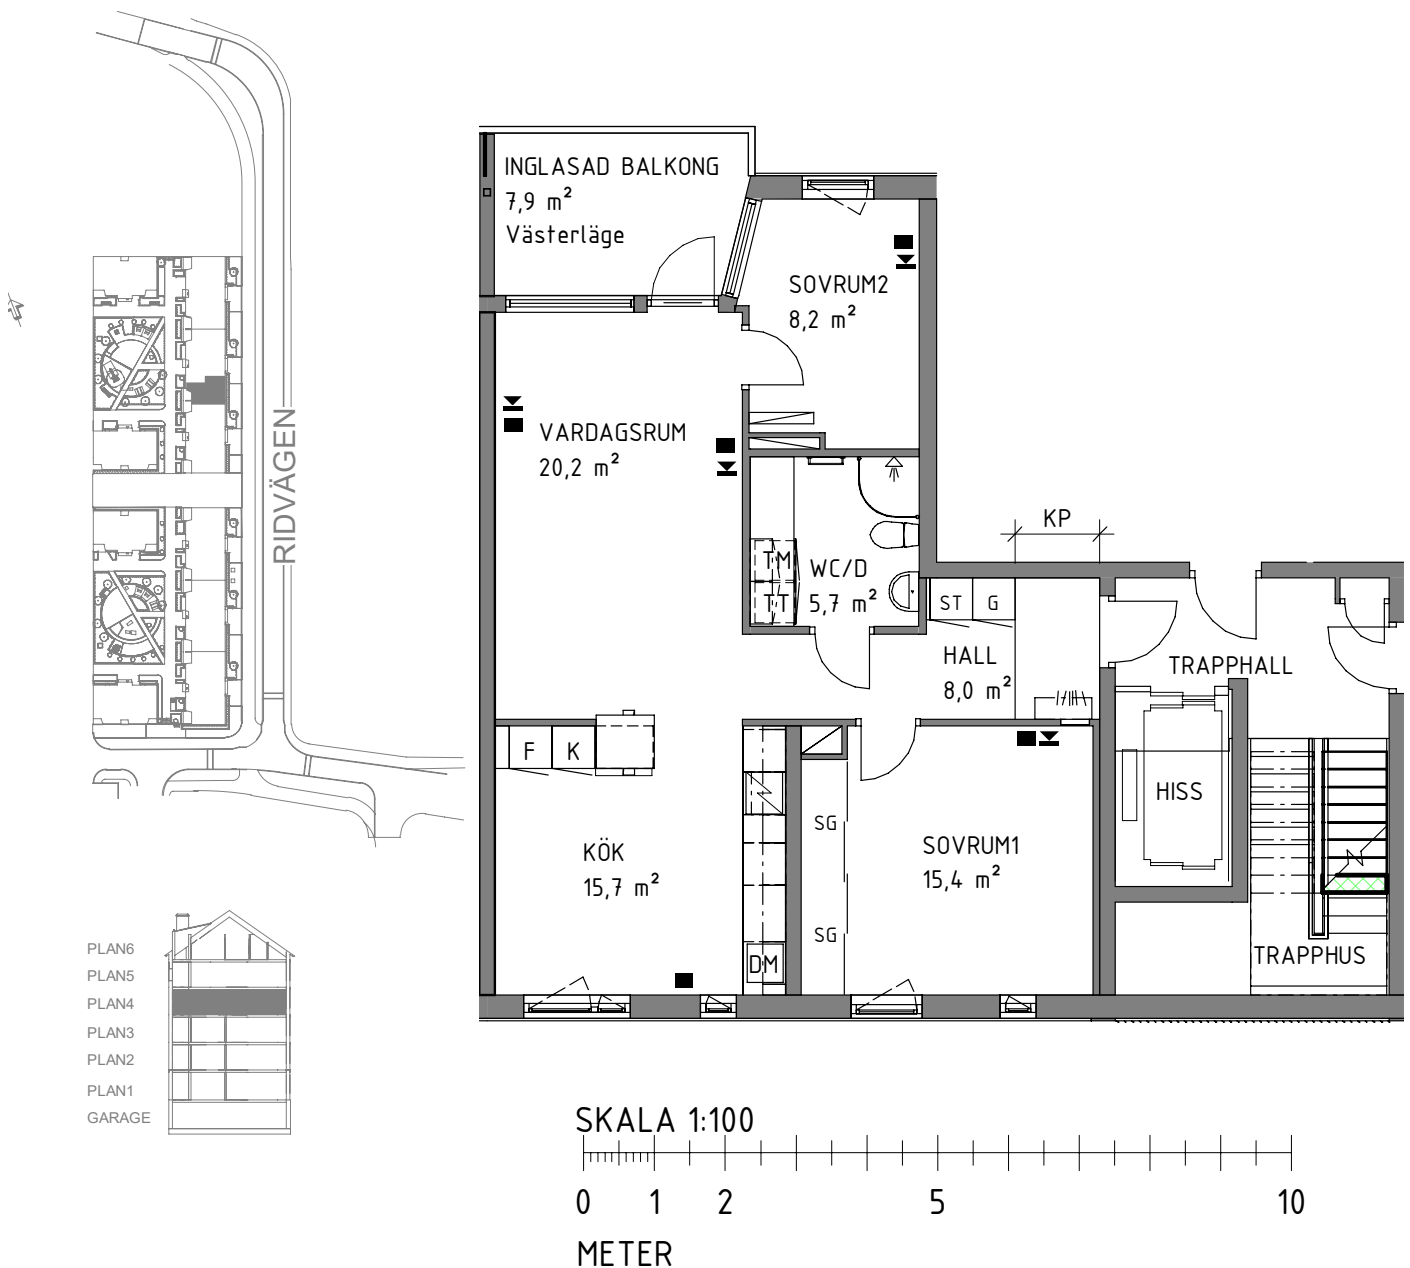 INGLASAD BALKONG
7,9 m²
Västerläge
SOVRUM2
8,2 m²
VARDAGSRUM
20,2 m²
RIDVÄGEN
KP
TM
TT
WC/D
5,7 m²
ST
G
HALL
8,0 m²
TRAPPHALL
F
K
HISS
SG
KÖK
15,7 m²
SOVRUM1
15,4 m²
SG
DM
TRAPPHUS
PLAN6
PLAN5
PLAN4
PLAN3
PLAN2
PLAN1
GARAGE
SKALA 1:100
0 1 2 5 10
METER